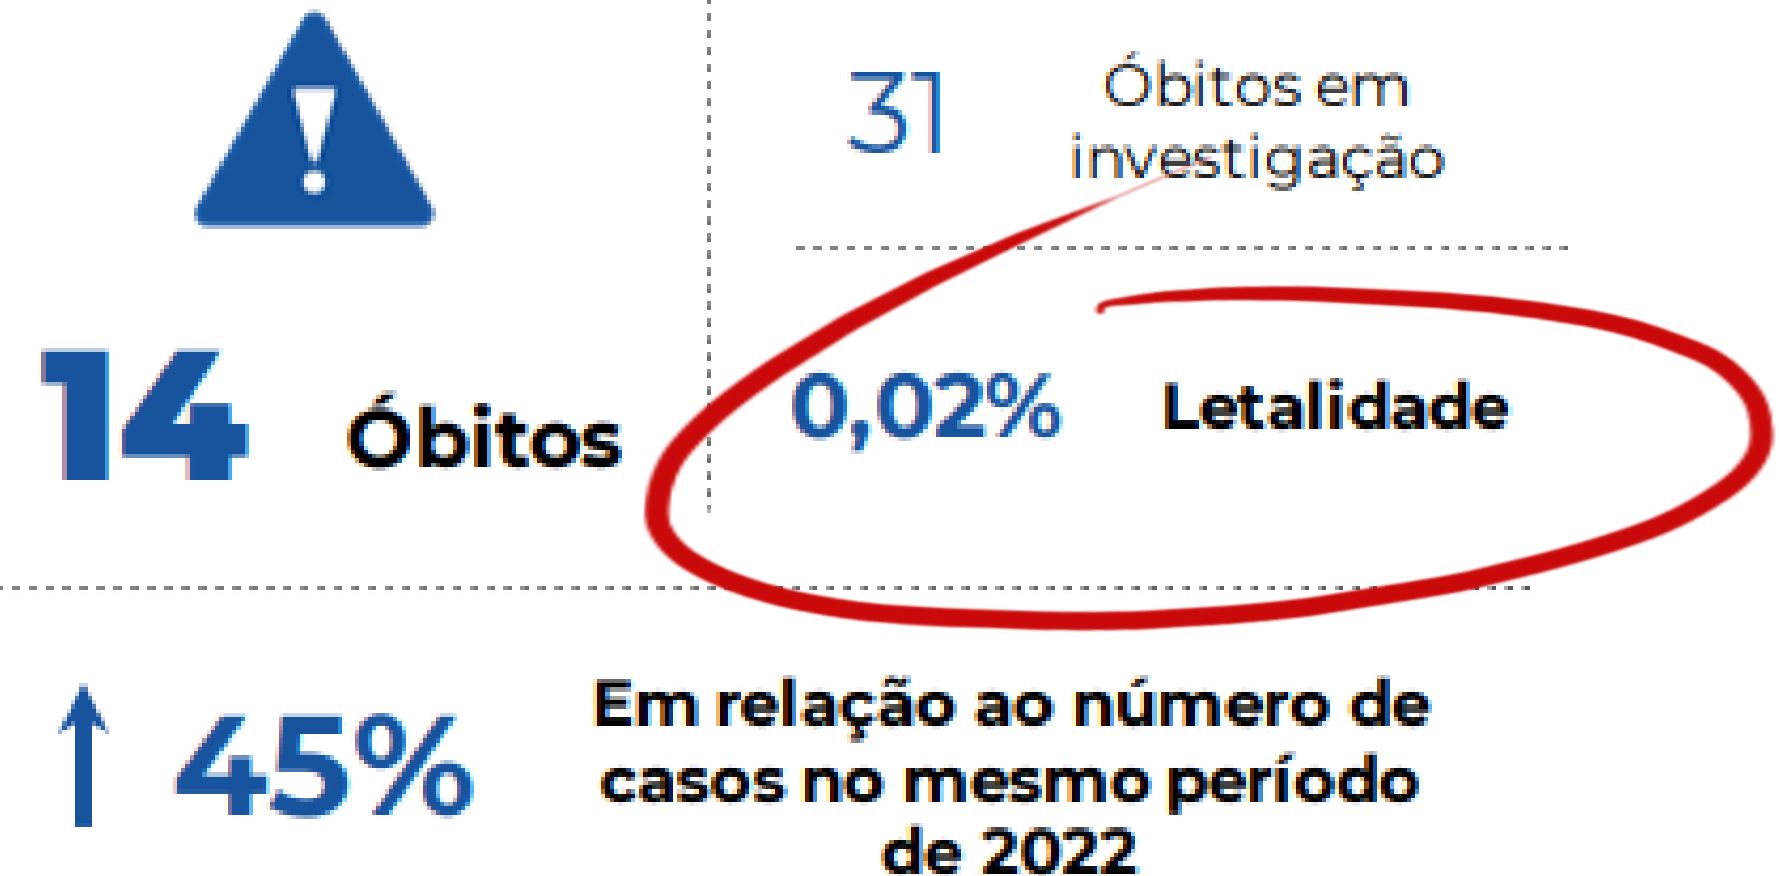 31
Óbitos em
investigação
14 Óbitos
0,02% Letalidade
45%
Em relação ao número de
casos no mesmo período
de 2022